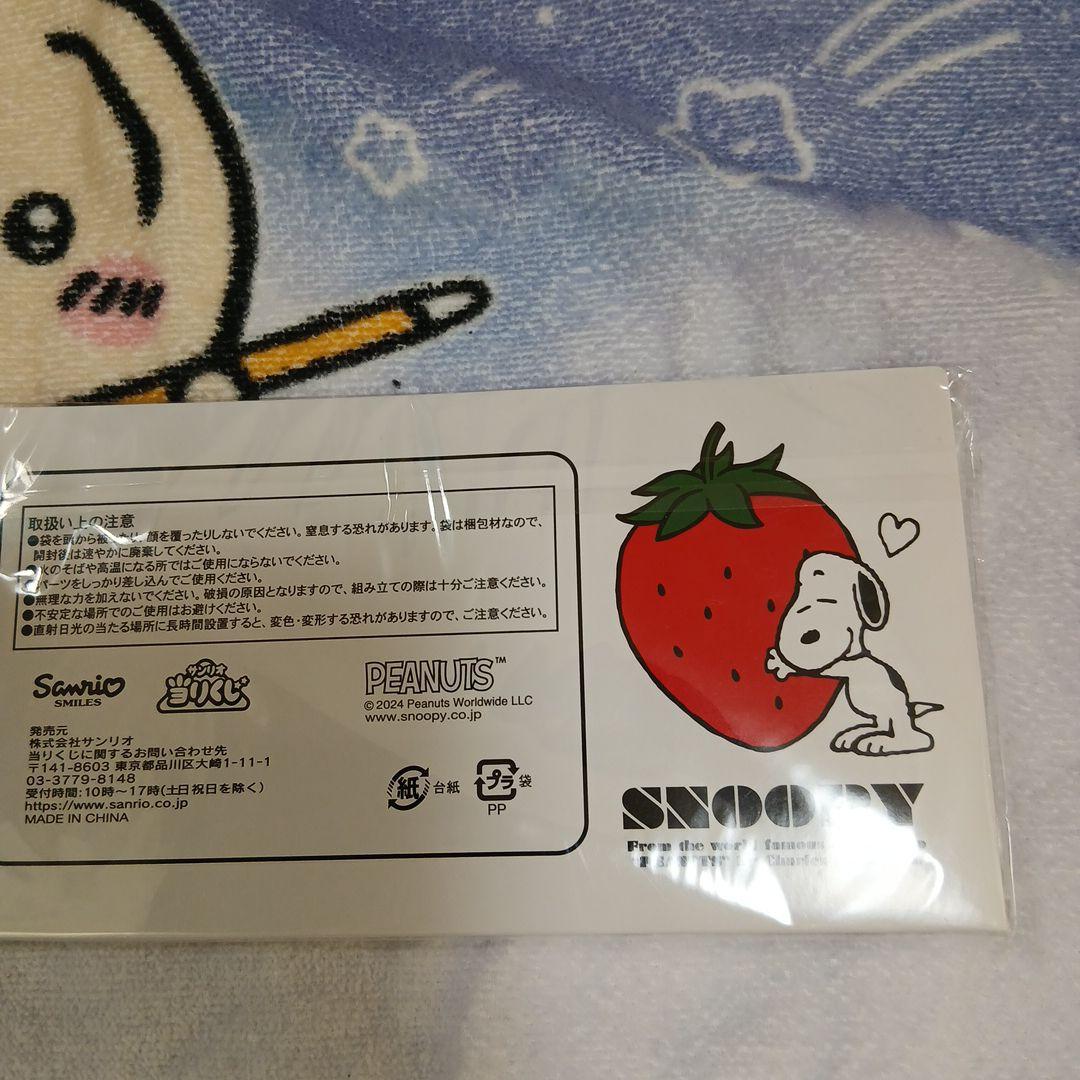 取扱い上の注意
●袋を頭から被ったり、顔を覆ったりしないでください。窒息する恐れがあります。袋は梱包材なので、
開封後は速やかに廃棄してください。
●火のそばや高温になる所ではご使用にならないでください。
●パーツをしっかり差し込んでご使用ください。
●無理な力を加えないでください。破損の原因となりますので、組み立ての際は十分ご注意ください。
●不安定な場所でのご使用はお避けください。
●直射日光の当たる場所に長時間設置すると、変色・変形する恐れがありますので、ご注意ください。
Sanrio
SMILES
サンリオ
当りくじ
PEANUTS™
© 2024 Peanuts Worldwide LLC
www.snoopy.co.jp
発売元
株式会社サンリオ
当りくじに関するお問い合わせ先
〒141-8603 東京都品川区大崎1-11-1
03-3779-8148
受付時間:10時～17時(土日祝日を除く)
https://www.sanrio.co.jp
MADE IN CHINA
紙 台紙
プラ 袋
PP
SNOOPY
From the world famous